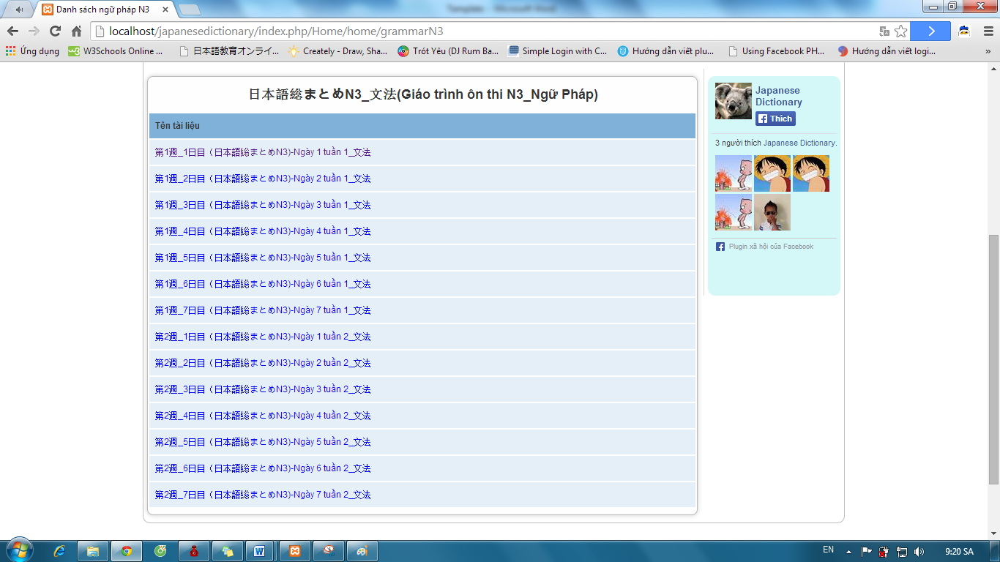 Danh sách ngữ pháp N3
localhost/japanesedictionary/index.php/Home/home/grammarN3
Ứng dụng
W3Schools Online ...
日本語教育オンライ...
Creately - Draw, Sha...
Trót Yêu (DJ Rum Ba...
Simple Login with C...
Hướng dẫn viết plu...
Using Facebook PH...
Hướng dẫn viết logi...
日本語総まとめN3_文法(Giáo trình ôn thi N3_Ngữ Pháp)
Tên tài liệu
第1週_1日目（日本語総まとめN3)-Ngày 1 tuần 1_文法
第1週_2日目（日本語総まとめN3)-Ngày 2 tuần 1_文法
第1週_3日目（日本語総まとめN3)-Ngày 3 tuần 1_文法
第1週_4日目（日本語総まとめN3)-Ngày 4 tuần 1_文法
第1週_5日目（日本語総まとめN3)-Ngày 5 tuần 1_文法
第1週_6日目（日本語総まとめN3)-Ngày 6 tuần 1_文法
第1週_7日目（日本語総まとめN3)-Ngày 7 tuần 1_文法
第2週_1日目（日本語総まとめN3)-Ngày 1 tuần 2_文法
第2週_2日目（日本語総まとめN3)-Ngày 2 tuần 2_文法
第2週_3日目（日本語総まとめN3)-Ngày 3 tuần 2_文法
第2週_4日目（日本語総まとめN3)-Ngày 4 tuần 2_文法
第2週_5日目（日本語総まとめN3)-Ngày 5 tuần 2_文法
第2週_6日目（日本語総まとめN3)-Ngày 6 tuần 2_文法
第2週_7日目（日本語総まとめN3)-Ngày 7 tuần 2_文法
Japanese
Dictionary
Thích
3 người thích Japanese Dictionary.
Plugin xã hội của Facebook
EN
9:20 SA